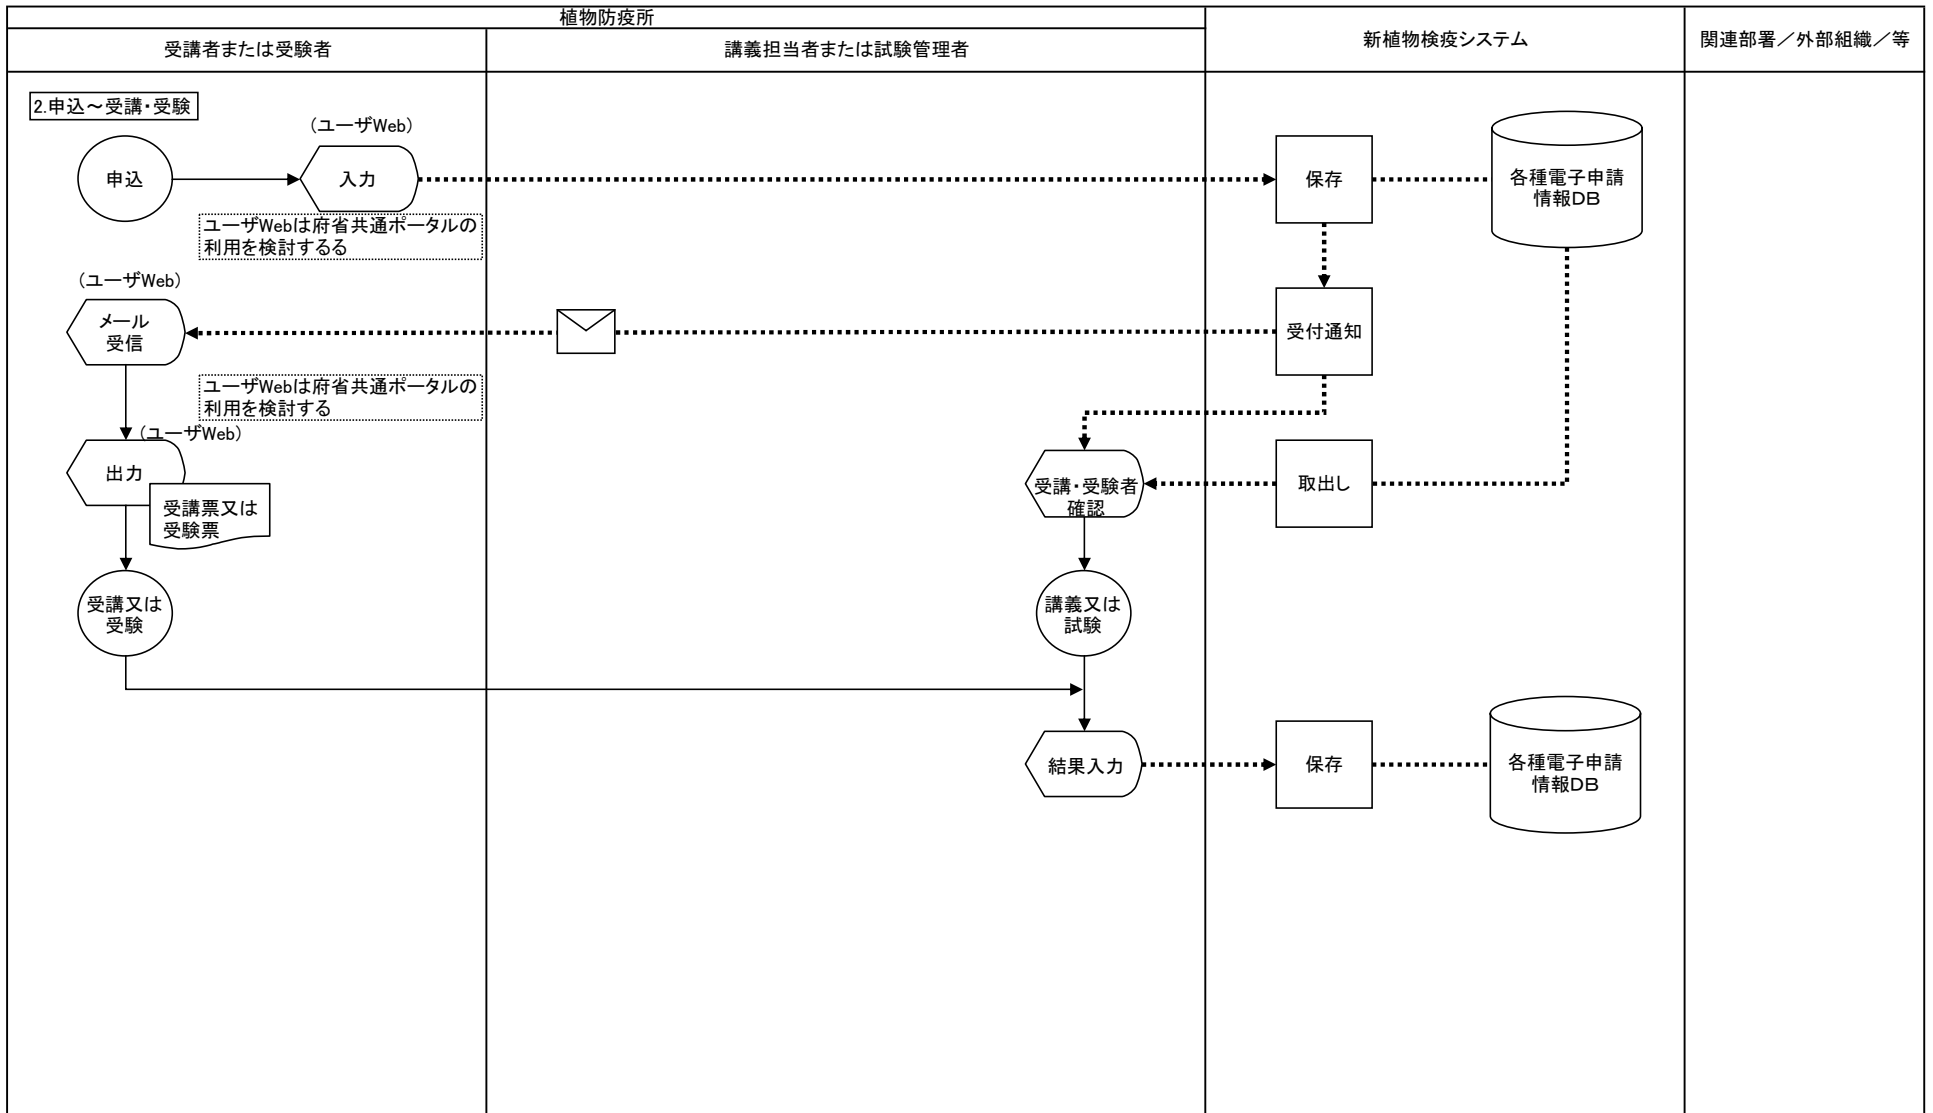 植物防疫所
受講者または受験者
講義担当者または試験管理者
新植物検疫システム
関連部署／外部組織／等
2.申込～受講・受験
（ユーザWeb）
申込
入力
保存
各種電子申請
情報DB
ユーザWebは府省共通ポータルの
利用を検討するる
（ユーザWeb）
メール
受信
受付通知
ユーザWebは府省共通ポータルの
利用を検討する
（ユーザWeb）
出力
受講票又は
受験票
受講・受験者
確認
取出し
受講又は
受験
講義又は
試験
結果入力
保存
各種電子申請
情報DB